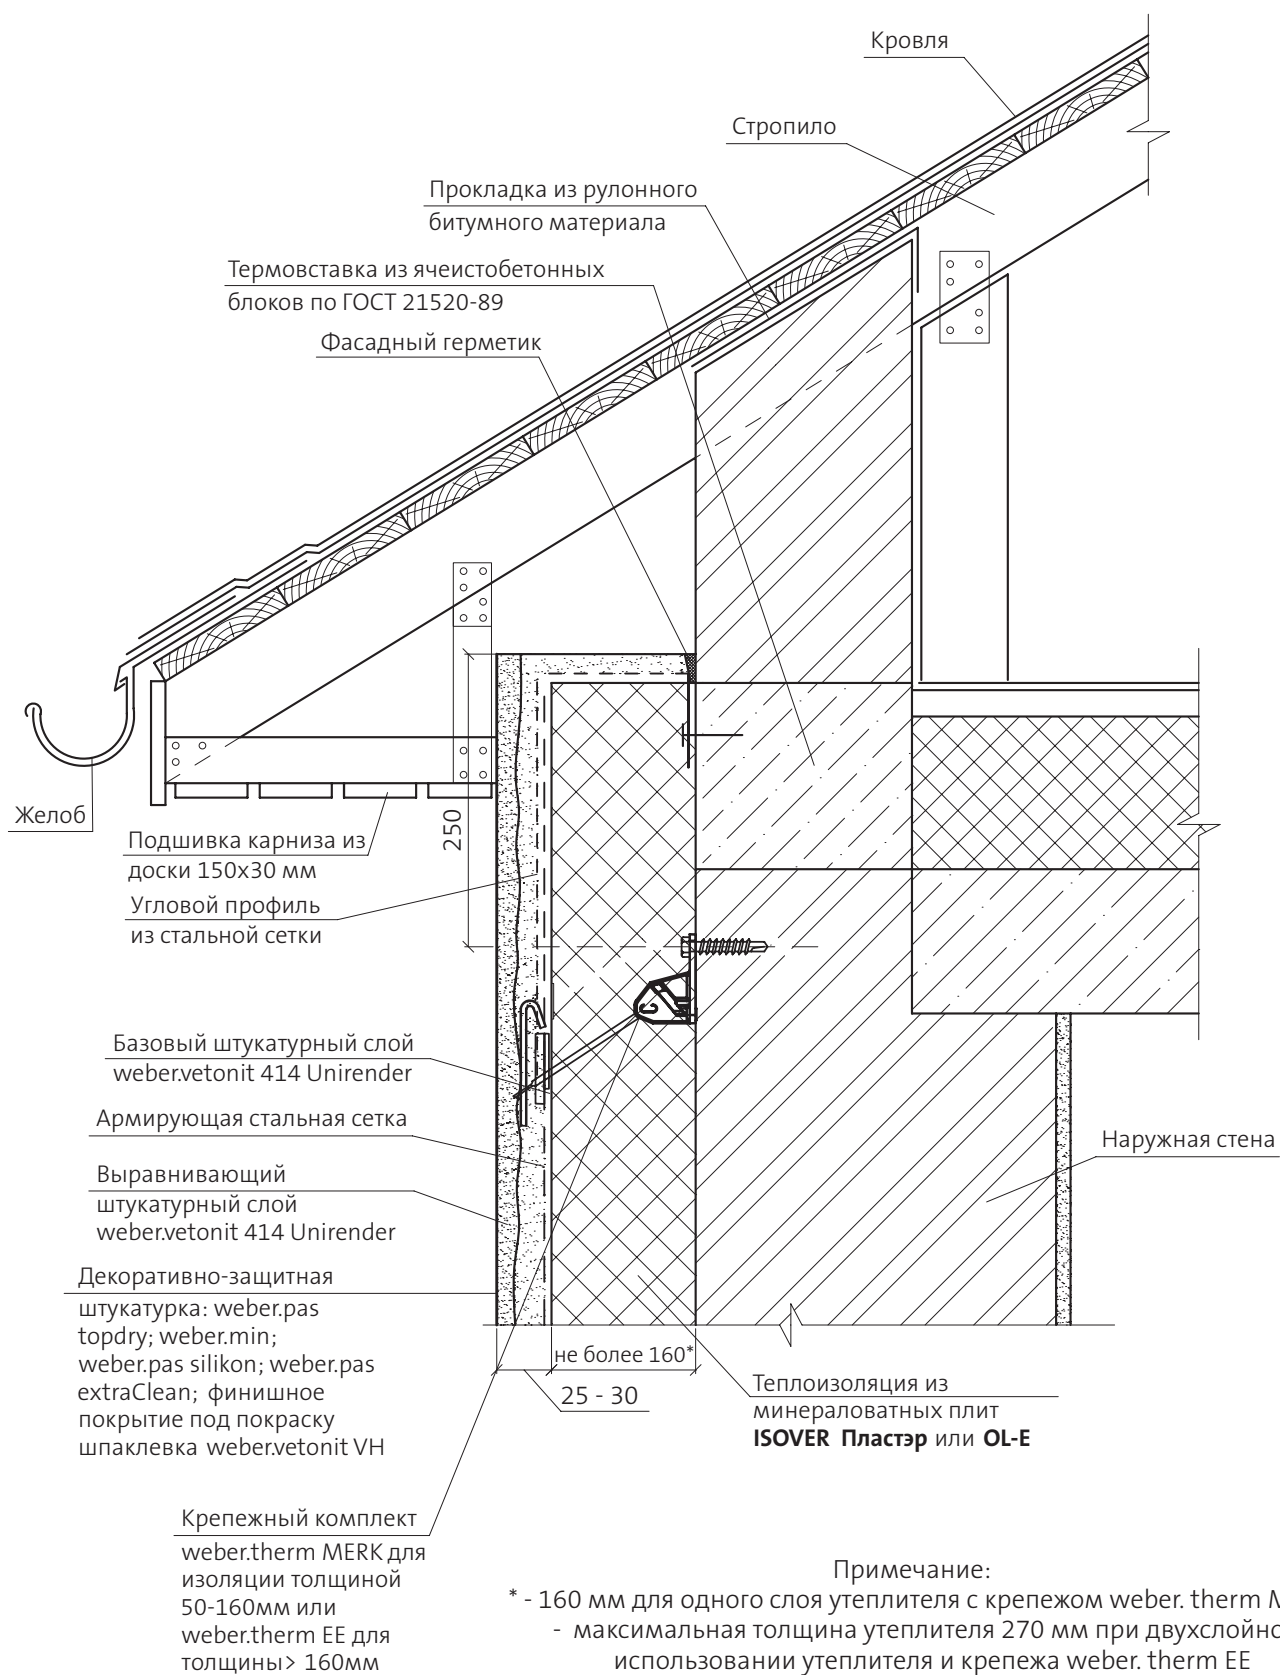 Кровля
Стропило
Прокладка из рулонного
битумного материала
Термовставка из ячеистобетонных
блоков по ГОСТ 21520-89
Фасадный герметик
Желоб
Подшивка карниза из
доски 150х30 мм
Угловой профиль
из стальной сетки
250
Базовый штукатурный слой
weber.vetonit 414 Unirender
Армирующая стальная сетка
Выравнивающий
штукатурный слой
weber.vetonit 414 Unirender
Наружная стена
Декоративно-защитная
штукатурка: weber.pas
topdry; weber.min;
weber.pas silikon; weber.pas
extraClean; финишное
покрытие под покраску
шпаклевка weber.vetonit VH
не более 160*
25 - 30
Теплоизоляция из
минераловатных плит
ISOVER Пластэр или OL-E
Крепежный комплект
weber.therm MERK для
изоляции толщиной
50-160мм или
weber.therm EE для
толщины> 160мм
Примечание:
* - 160 мм для одного слоя утеплителя с крепежом weber. therm
- максимальная толщина утеплителя 270 мм при двухслойно
использовании утеплителя и крепежа weber. therm EE